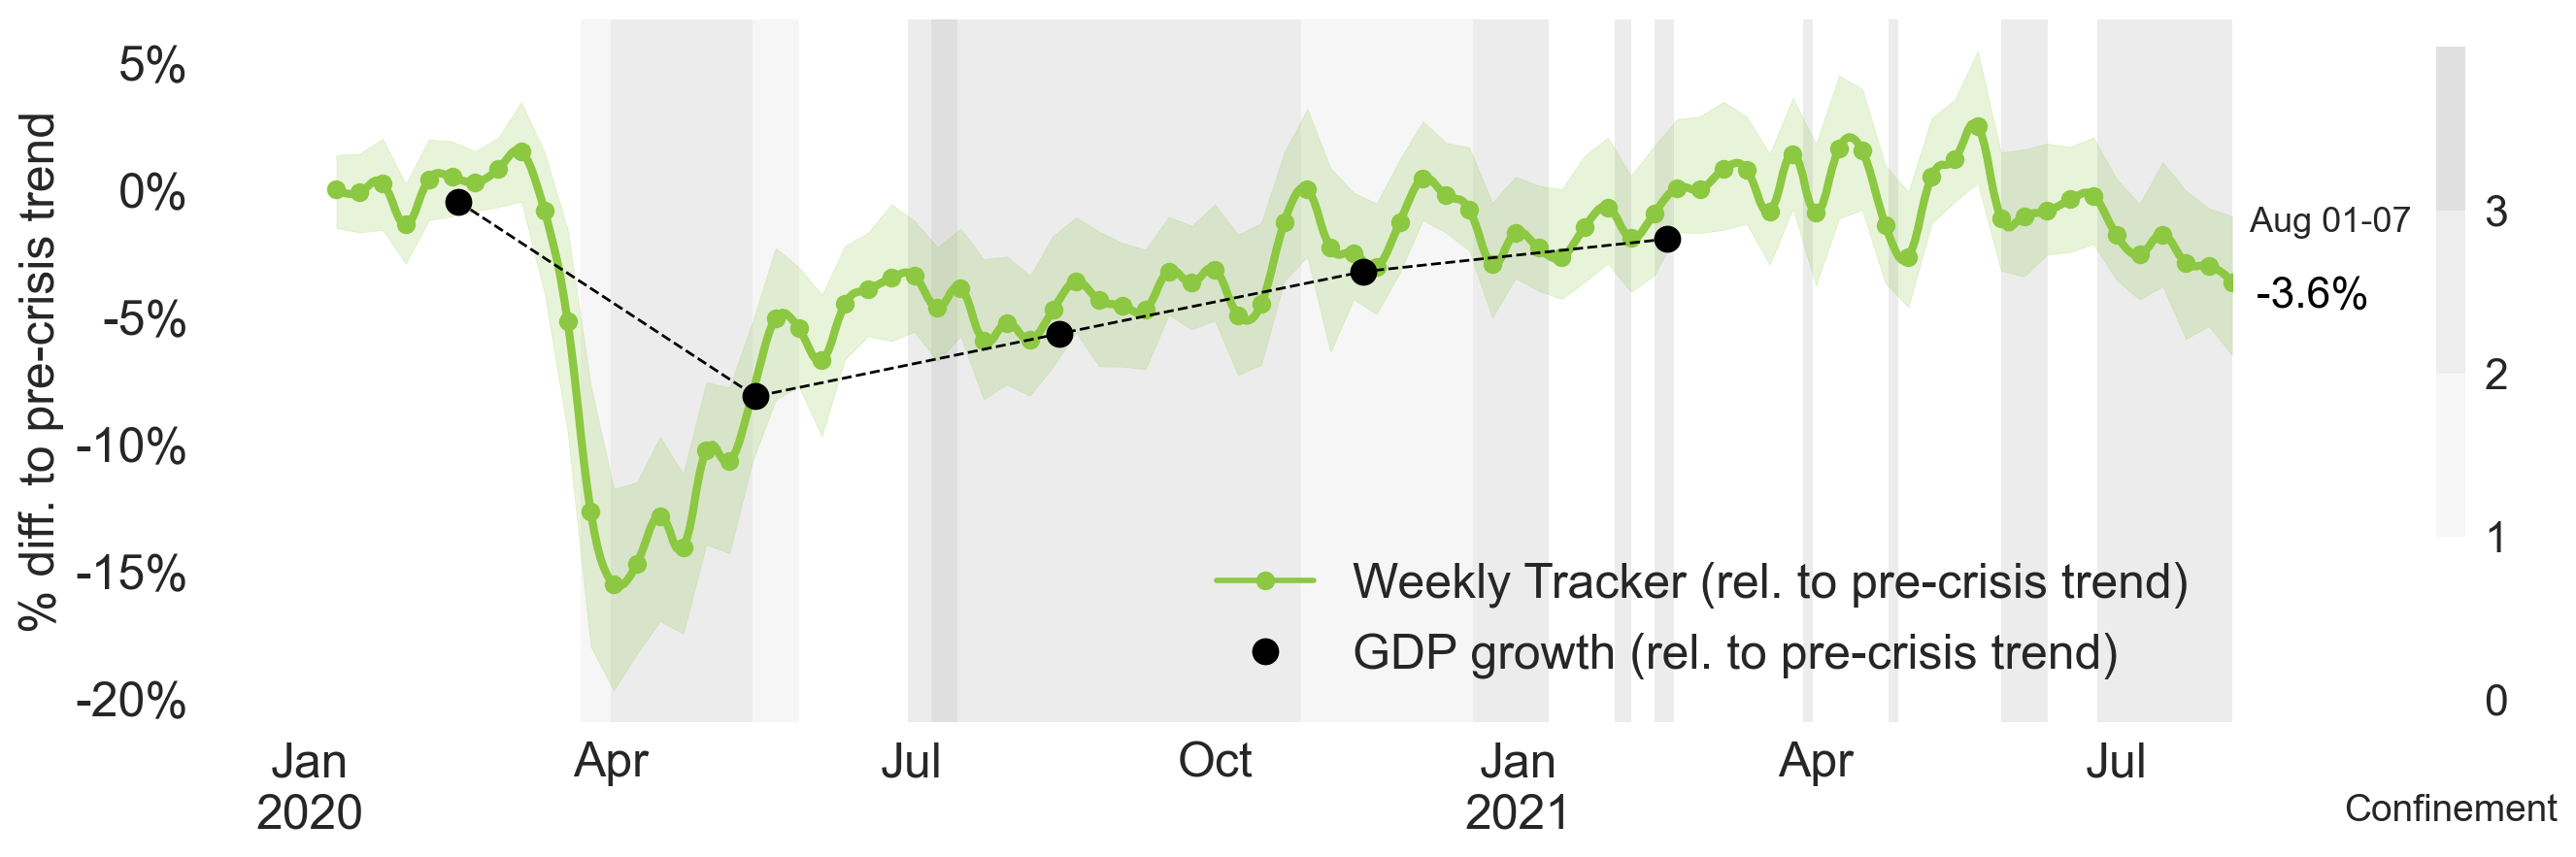 % diff. to pre-crisis trend
5%
0%
-5%
-10%
-15%
-20%
Aug 01-07
-3.6%
Weekly Tracker (rel. to pre-crisis trend)
GDP growth (rel. to pre-crisis trend)
3
2
1
0
Jan Apr Jul Oct Jan Apr Jul
2020 2021
Confinement